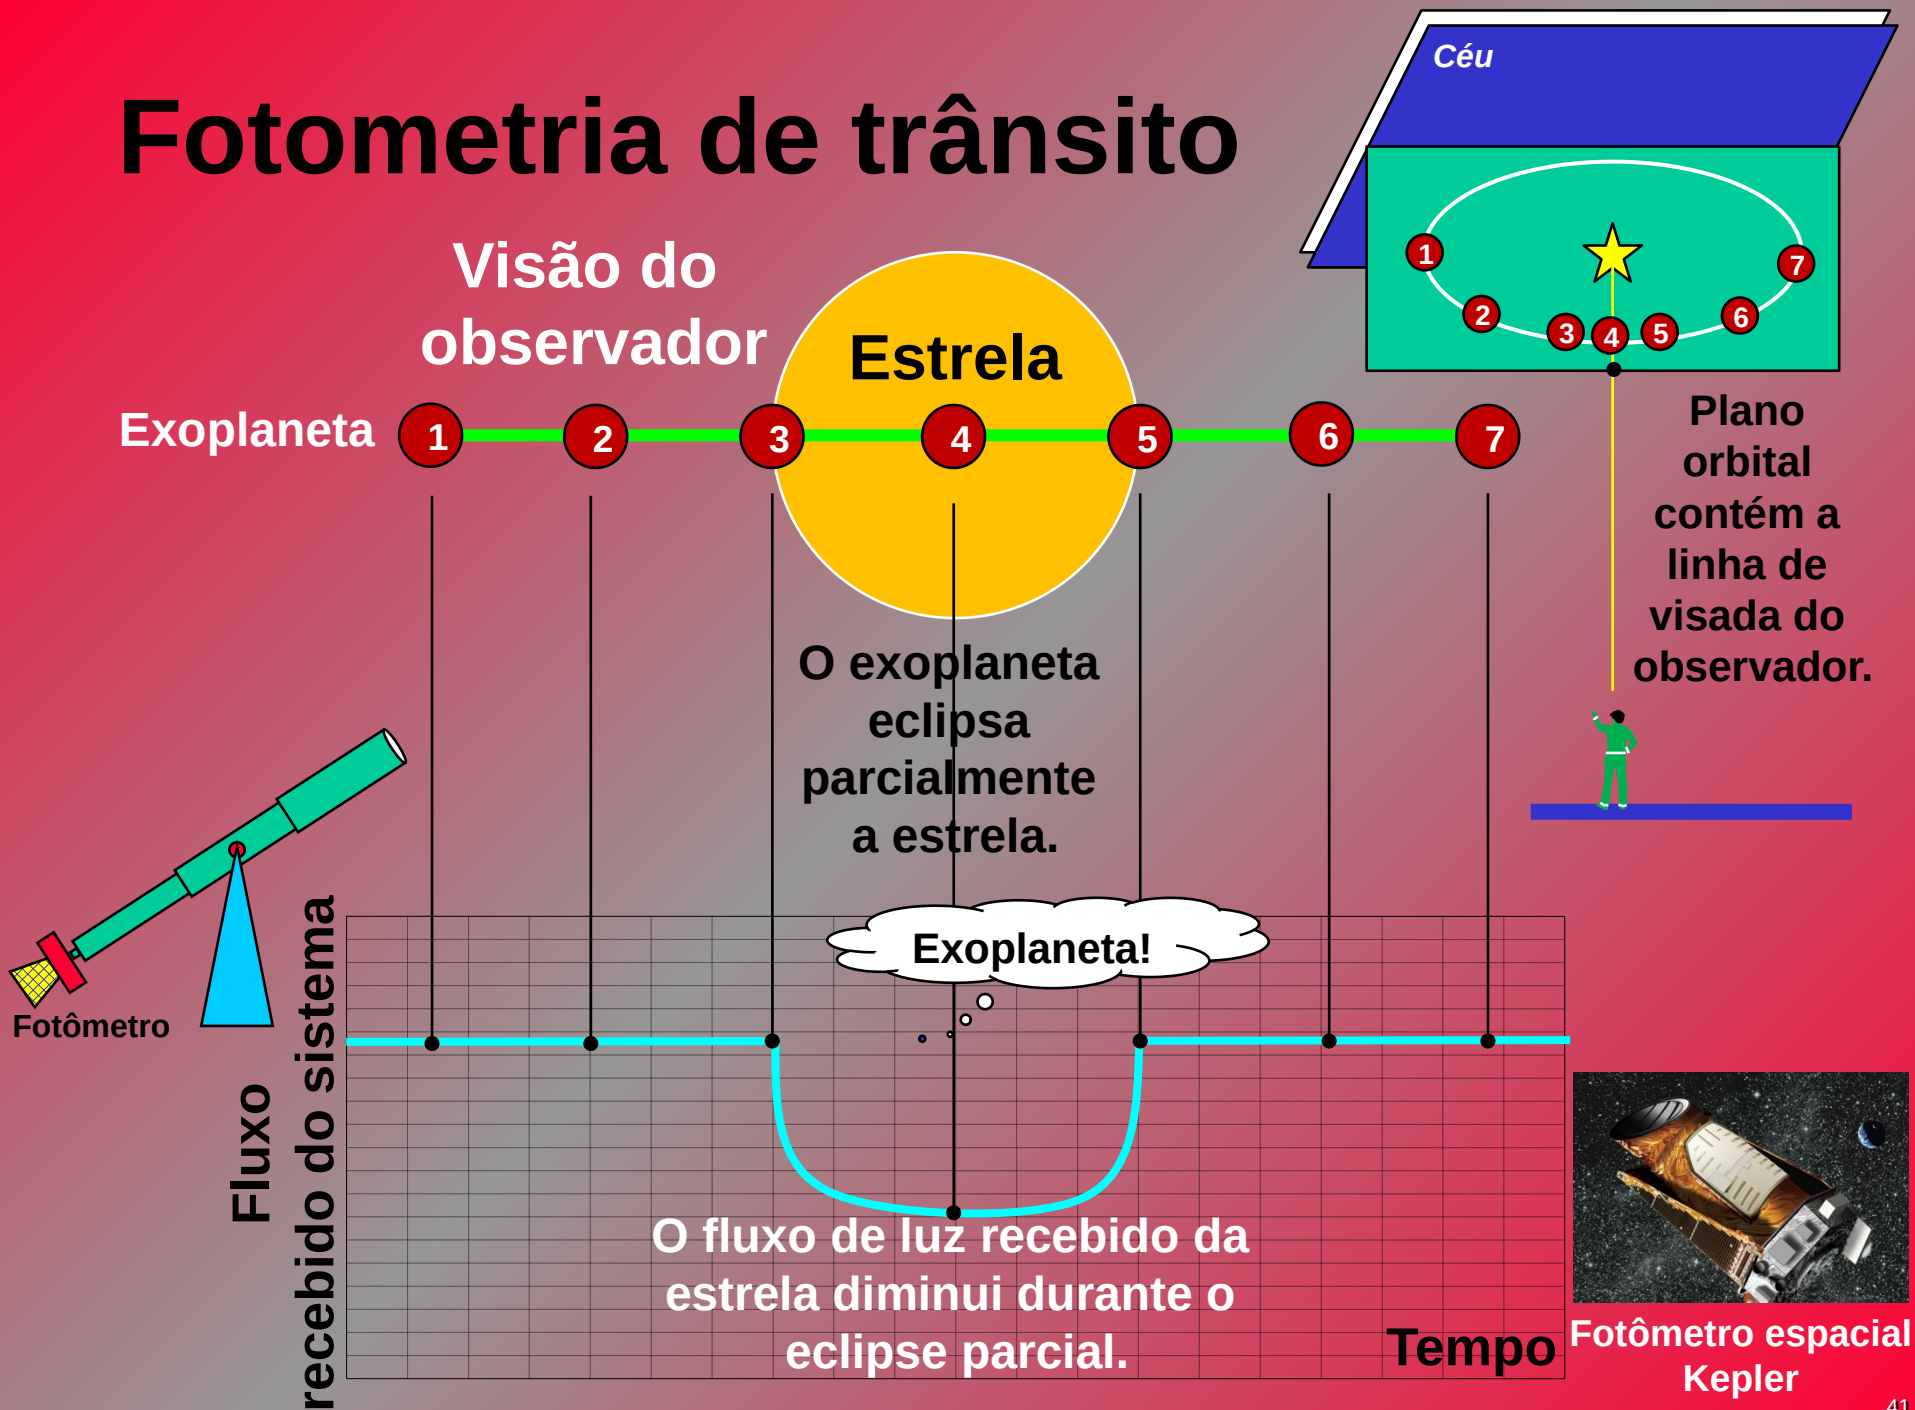 Fotometria de trânsito
Céu
1
2
3
4
5
6
7
Visão do
observador
Estrela
Exoplaneta
1
2
3
4
5
6
7
Plano
orbital
contém a
linha de
visada do
observador.
O exoplaneta
eclipsa
parcialmente
a estrela.
Fotômetro
Exoplaneta!
Fluxo
recebido do sistema
O fluxo de luz recebido da
estrela diminui durante o
eclipse parcial.
Tempo
Fotômetro espacial
Kepler
41